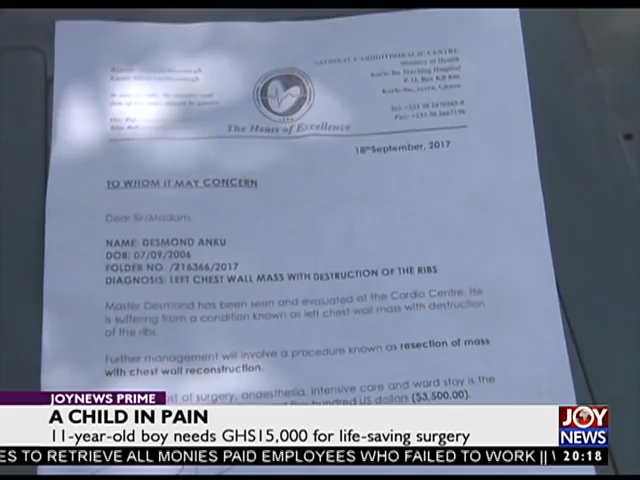 NATIONAL CARDIOTHORACIC CENTRE
Ministry of Health
Korle-Bu Teaching Hospital
P. O. Box KB
Korle-Bu, Accra, Ghana
The Heart of Excellence
18th September, 2017
TO WHOM IT MAY CONCERN
Dear Sir/Madam
NAME: DESMOND ANKU
DOB: 07/09/2006
FOLDER NO. /216366/2017
DIAGNOSIS: LEFT CHEST WALL MASS WITH DESTRUCTION OF THE RIBS
Master Desmond has been seen and evaluated at the Cardio Centre. He
is suffering from a condition known as left chest wall mass with destruction
of the ribs.
Further management will involve a procedure known as resection of mass
with chest wall reconstruction.
of surgery, anaesthesia, intensive care and ward stay is the
hundred US dollars ($3,500.00).
JOYNEWS PRIME
A CHILD IN PAIN
11-year-old boy needs GHS15,000 for life-saving surgery
JOY
NEWS
ES TO RETRIEVE ALL MONIES PAID EMPLOYEES WHO FAILED TO WORK || \ 20:18